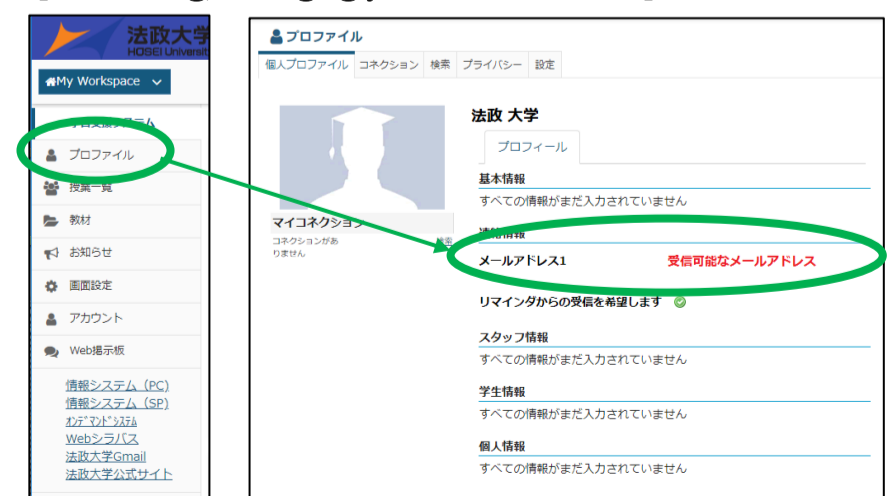 法政大学
HOSEI Universit
My Workspace
プロファイル
授業一覧
教材
お知らせ
画面設定
アカウント
Web掲示板
情報システム（PC）
情報システム（SP）
ｵﾝﾃﾞﾏﾝﾄﾞｼｽﾃﾑ
Webシラバス
法政大学Gmail
法政大学公式サイト
プロファイル
個人プロファイル コネクション 検索 プライバシー 設定
マイコネクション
コネクションがあ 検索
りません
法政 大学
プロフィール
基本情報
すべての情報がまだ入力されていません
連絡情報
メールアドレス1 受信可能なメールアドレス
リマインダからの受信を希望します
スタッフ情報
すべての情報がまだ入力されていません
学生情報
すべての情報がまだ入力されていません
個人情報
すべての情報がまだ入力されていません